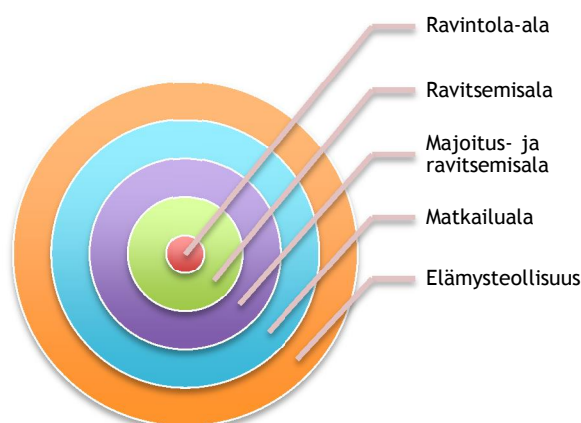 Ravintola-ala
Ravitsemisala
Majoitus- ja
ravitsemisala
Matkailuala
Elämysteollisuus